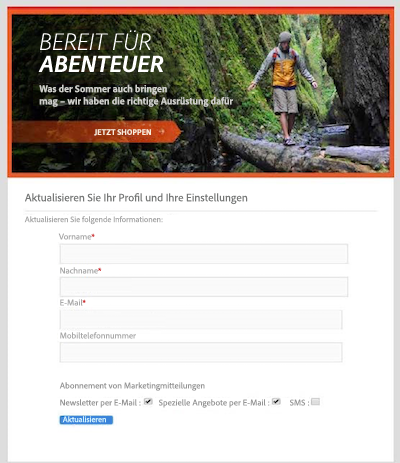 BEREIT FÜR
ABENTEUER
Was der Sommer auch bringen
mag – wir haben die richtige Ausrüstung dafür
JETZT SHOPPEN
Aktualisieren Sie Ihr Profil und Ihre Einstellungen
Aktualisieren Sie folgende Informationen:
Vorname*
Nachname*
E-Mail*
Mobiltelefonnummer
Abonnement von Marketingmitteilungen
Newsletter per E-Mail : Spezielle Angebote per E-Mail : SMS :
Aktualisieren